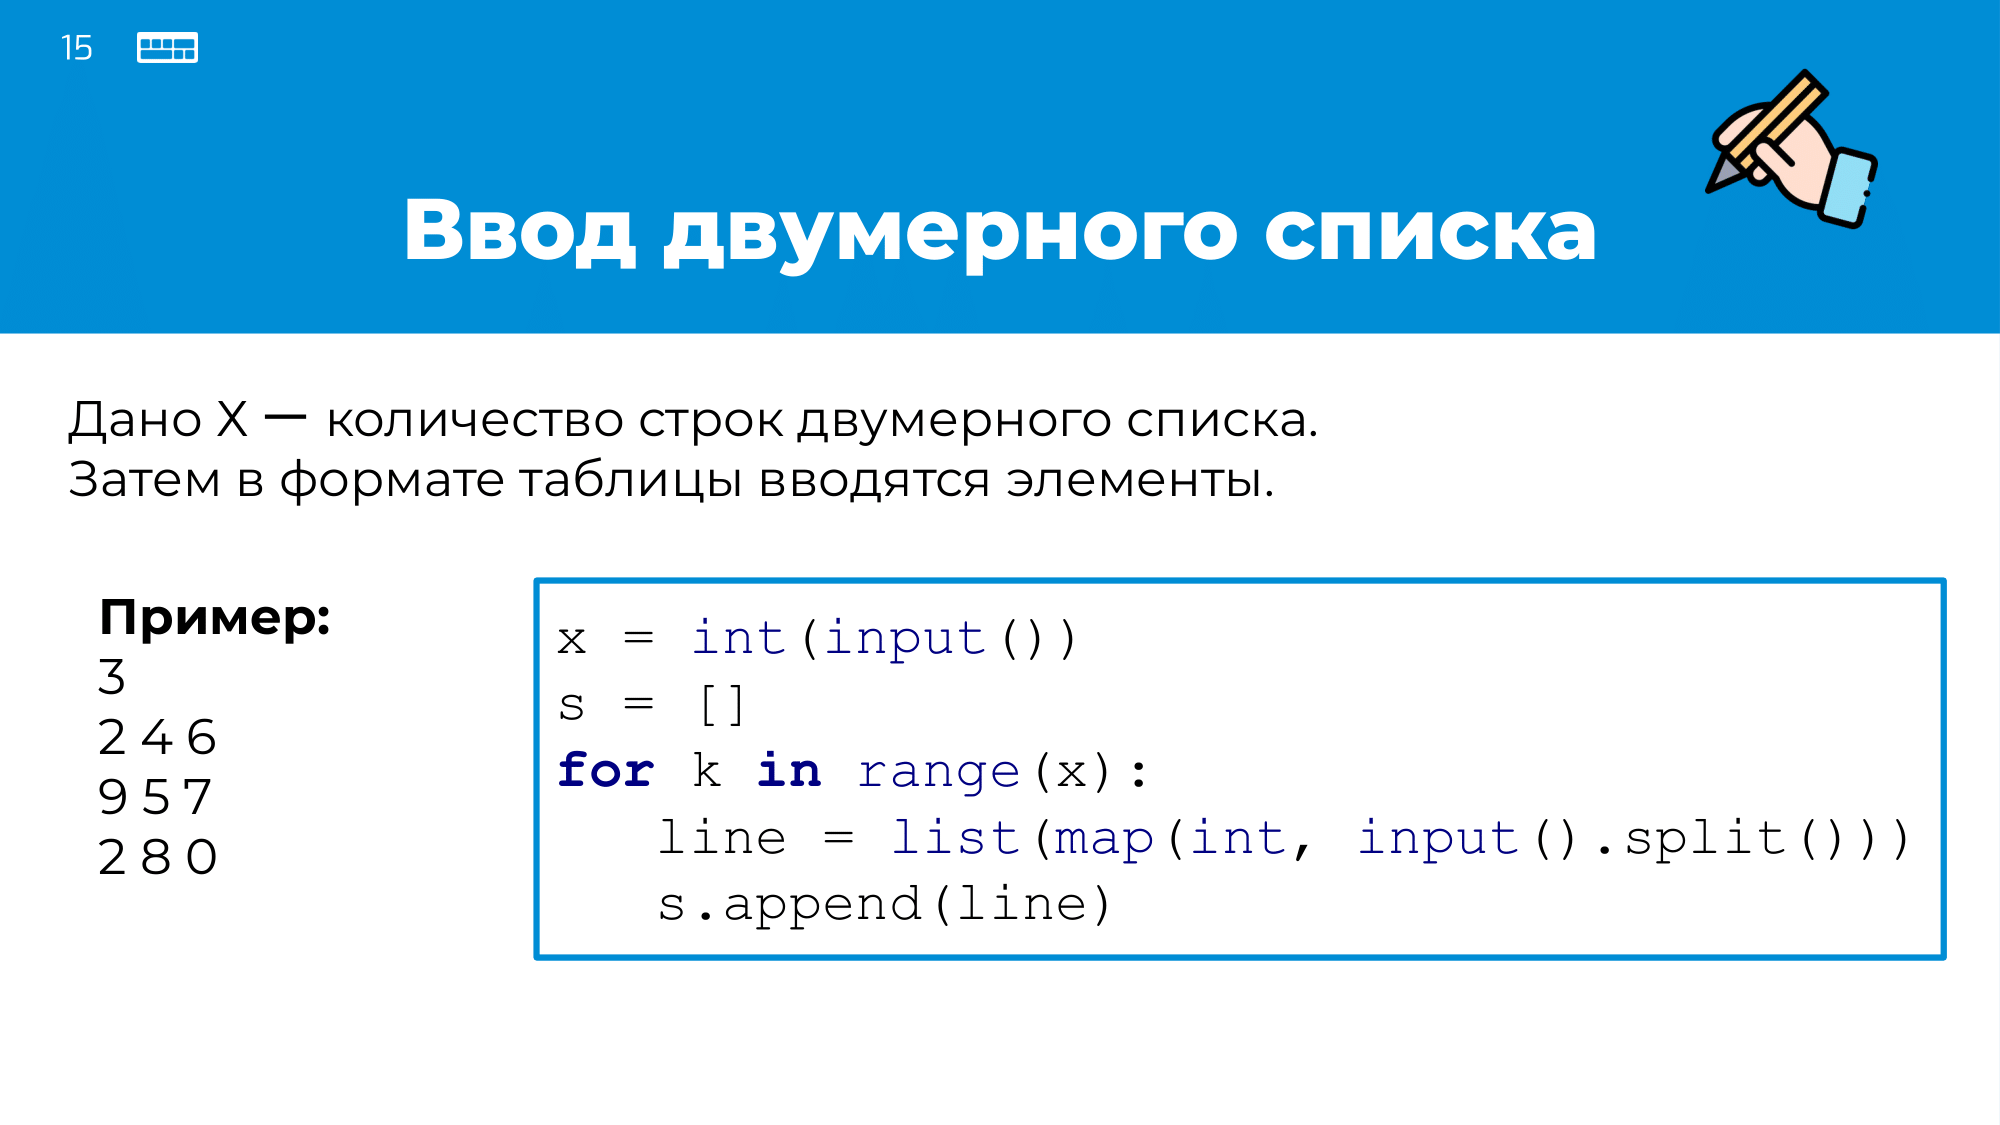 15
Ввод двумерного списка
Дано X — количество строк двумерного списка.
Затем в формате таблицы вводятся элементы.
Пример:
3
2 4 6
9 5 7
2 8 0
x = int(input())
s = []
for k in range(x):
   line = list(map(int, input().split()))
   s.append(line)